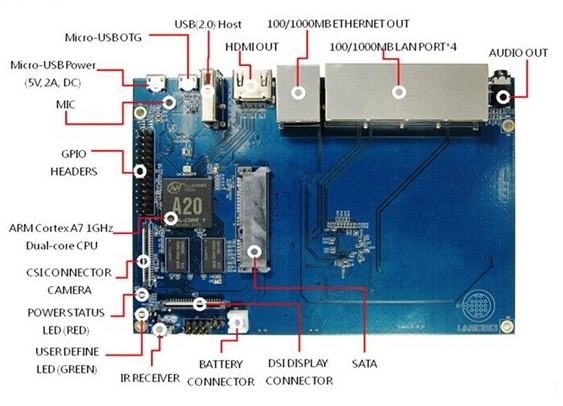 USB(2.0) Host
100/1000MB ETHERNET OUT
Micro-USB OTG
HDMI OUT
100/1000MB LAN PORT*4
AUDIO OUT
Micro-USB Power
(5V, 2A, DC)
MIC
GPIO
HEADERS
A20
ARM Cortex A7 1GHz
Dual-core CPU
CSI CONNECTOR
CAMERA
POWER STATUS
LED (RED)
USER DEFINE
LED (GREEN)
IR RECEIVER
BATTERY
CONNECTOR
DSI DISPLAY
CONNECTOR
SATA